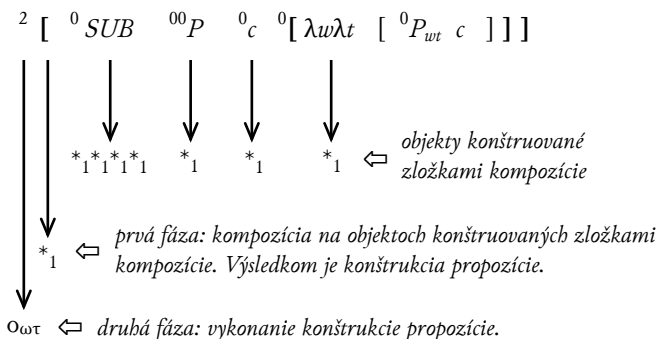 ² [ ⁰SUB ⁰⁰P ⁰c ⁰[ λwλt [ ⁰P_wt c ] ] ]
*₁*₁*₁*₁ *₁ *₁ *₁ ⇦ objekty konštruované
zložkami kompozície
*₁ ⇦ prvá fáza: kompozícia na objektoch konštruovaných zložkami
kompozície. Výsledkom je konštrukcia propozície.
οωτ ⇦ druhá fáza: vykonanie konštrukcie propozície.